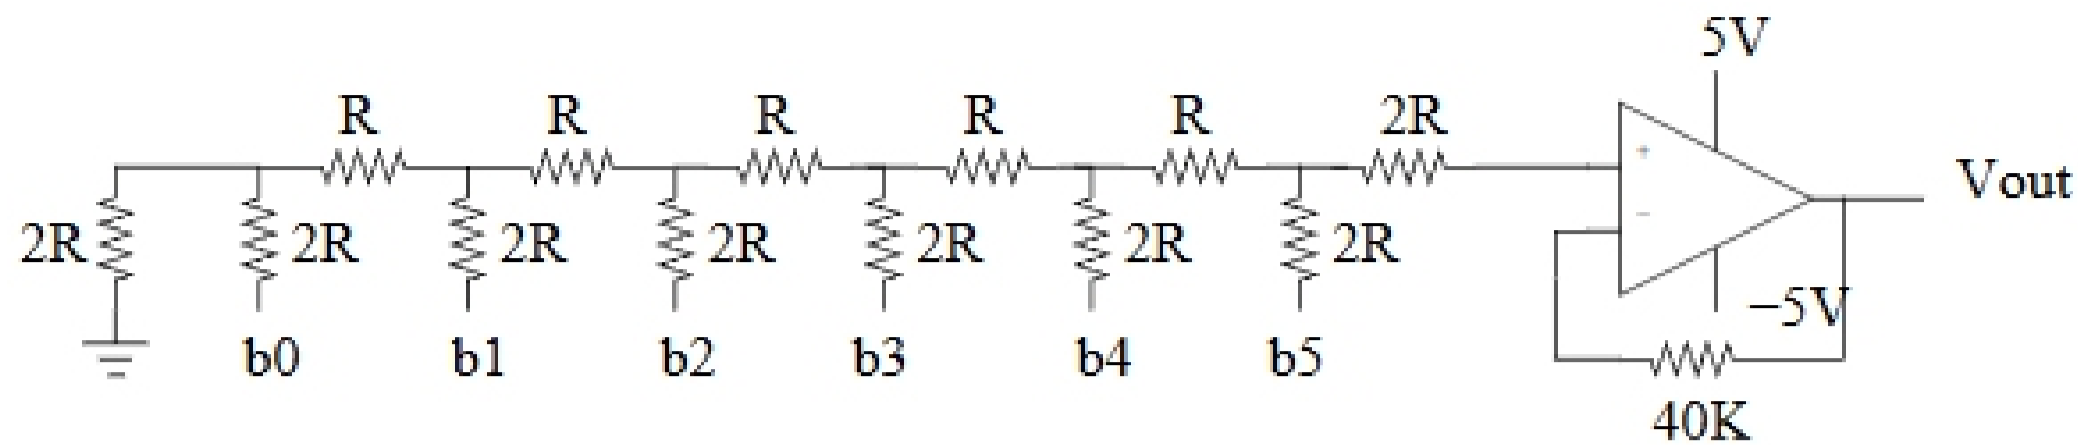 5V
R R R R R 2R
+
Vout
2R 2R 2R 2R 2R 2R 2R
−
−5V
b0 b1 b2 b3 b4 b5
40K